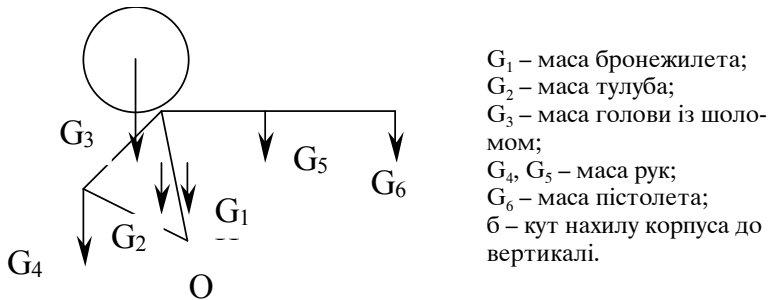 G₁ – маса бронежилета;
G₂ – маса тулуба;
G₃ – маса голови із шоло-
мом;
G₄, G₅ – маса рук;
G₆ – маса пістолета;
б – кут нахилу корпуса до
вертикалі.
G₃
G₅
G₆
G₁
G₂
G₄
O